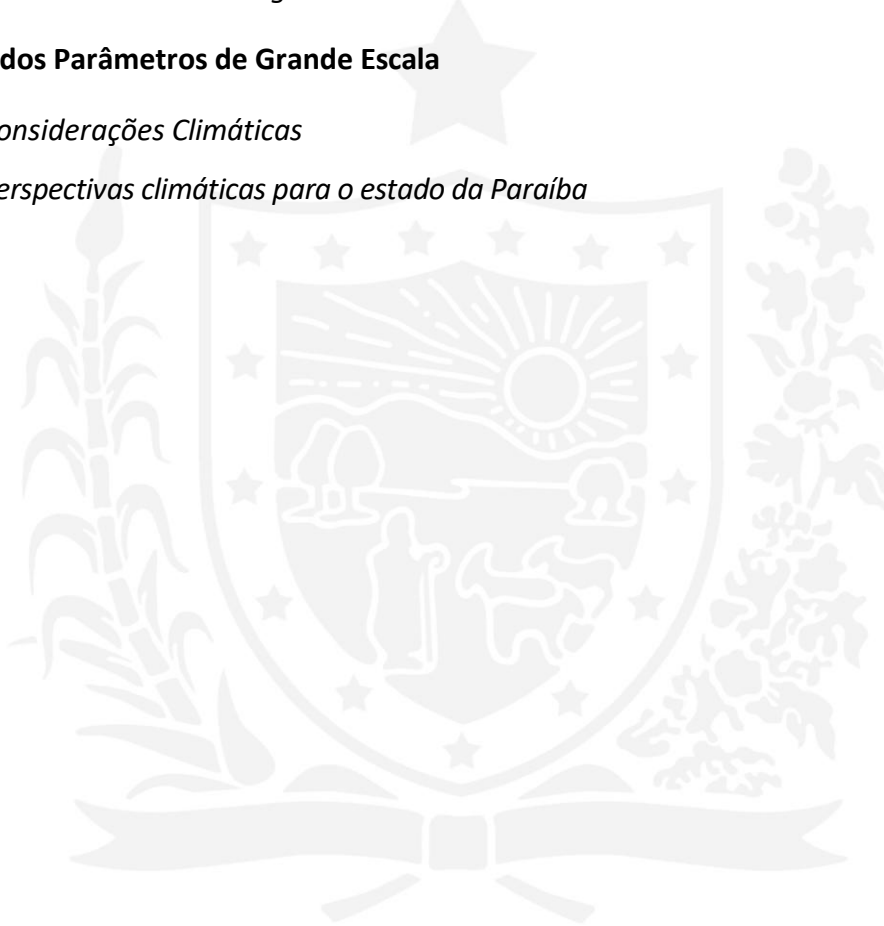 dos Parâmetros de Grande Escala
onsiderações Climáticas
erspectivas climáticas para o estado da Paraíba